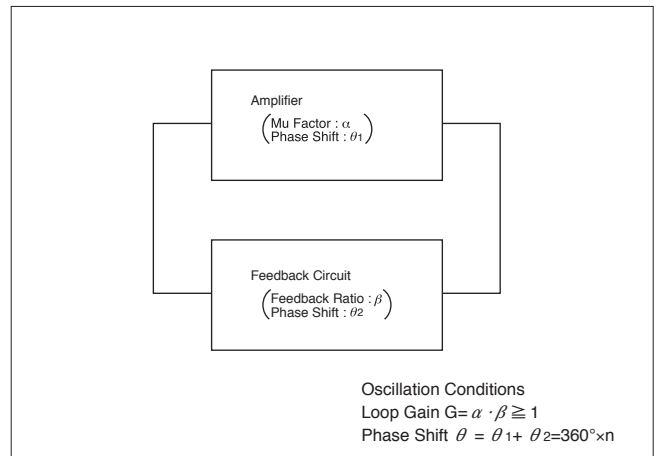 Amplifier
(Mu Factor : α
Phase Shift : θ1)
Feedback Circuit
(Feedback Ratio : β
Phase Shift : θ2)
Oscillation Conditions
Loop Gain G= α · β ≧ 1
Phase Shift θ = θ1+ θ2=360°×n